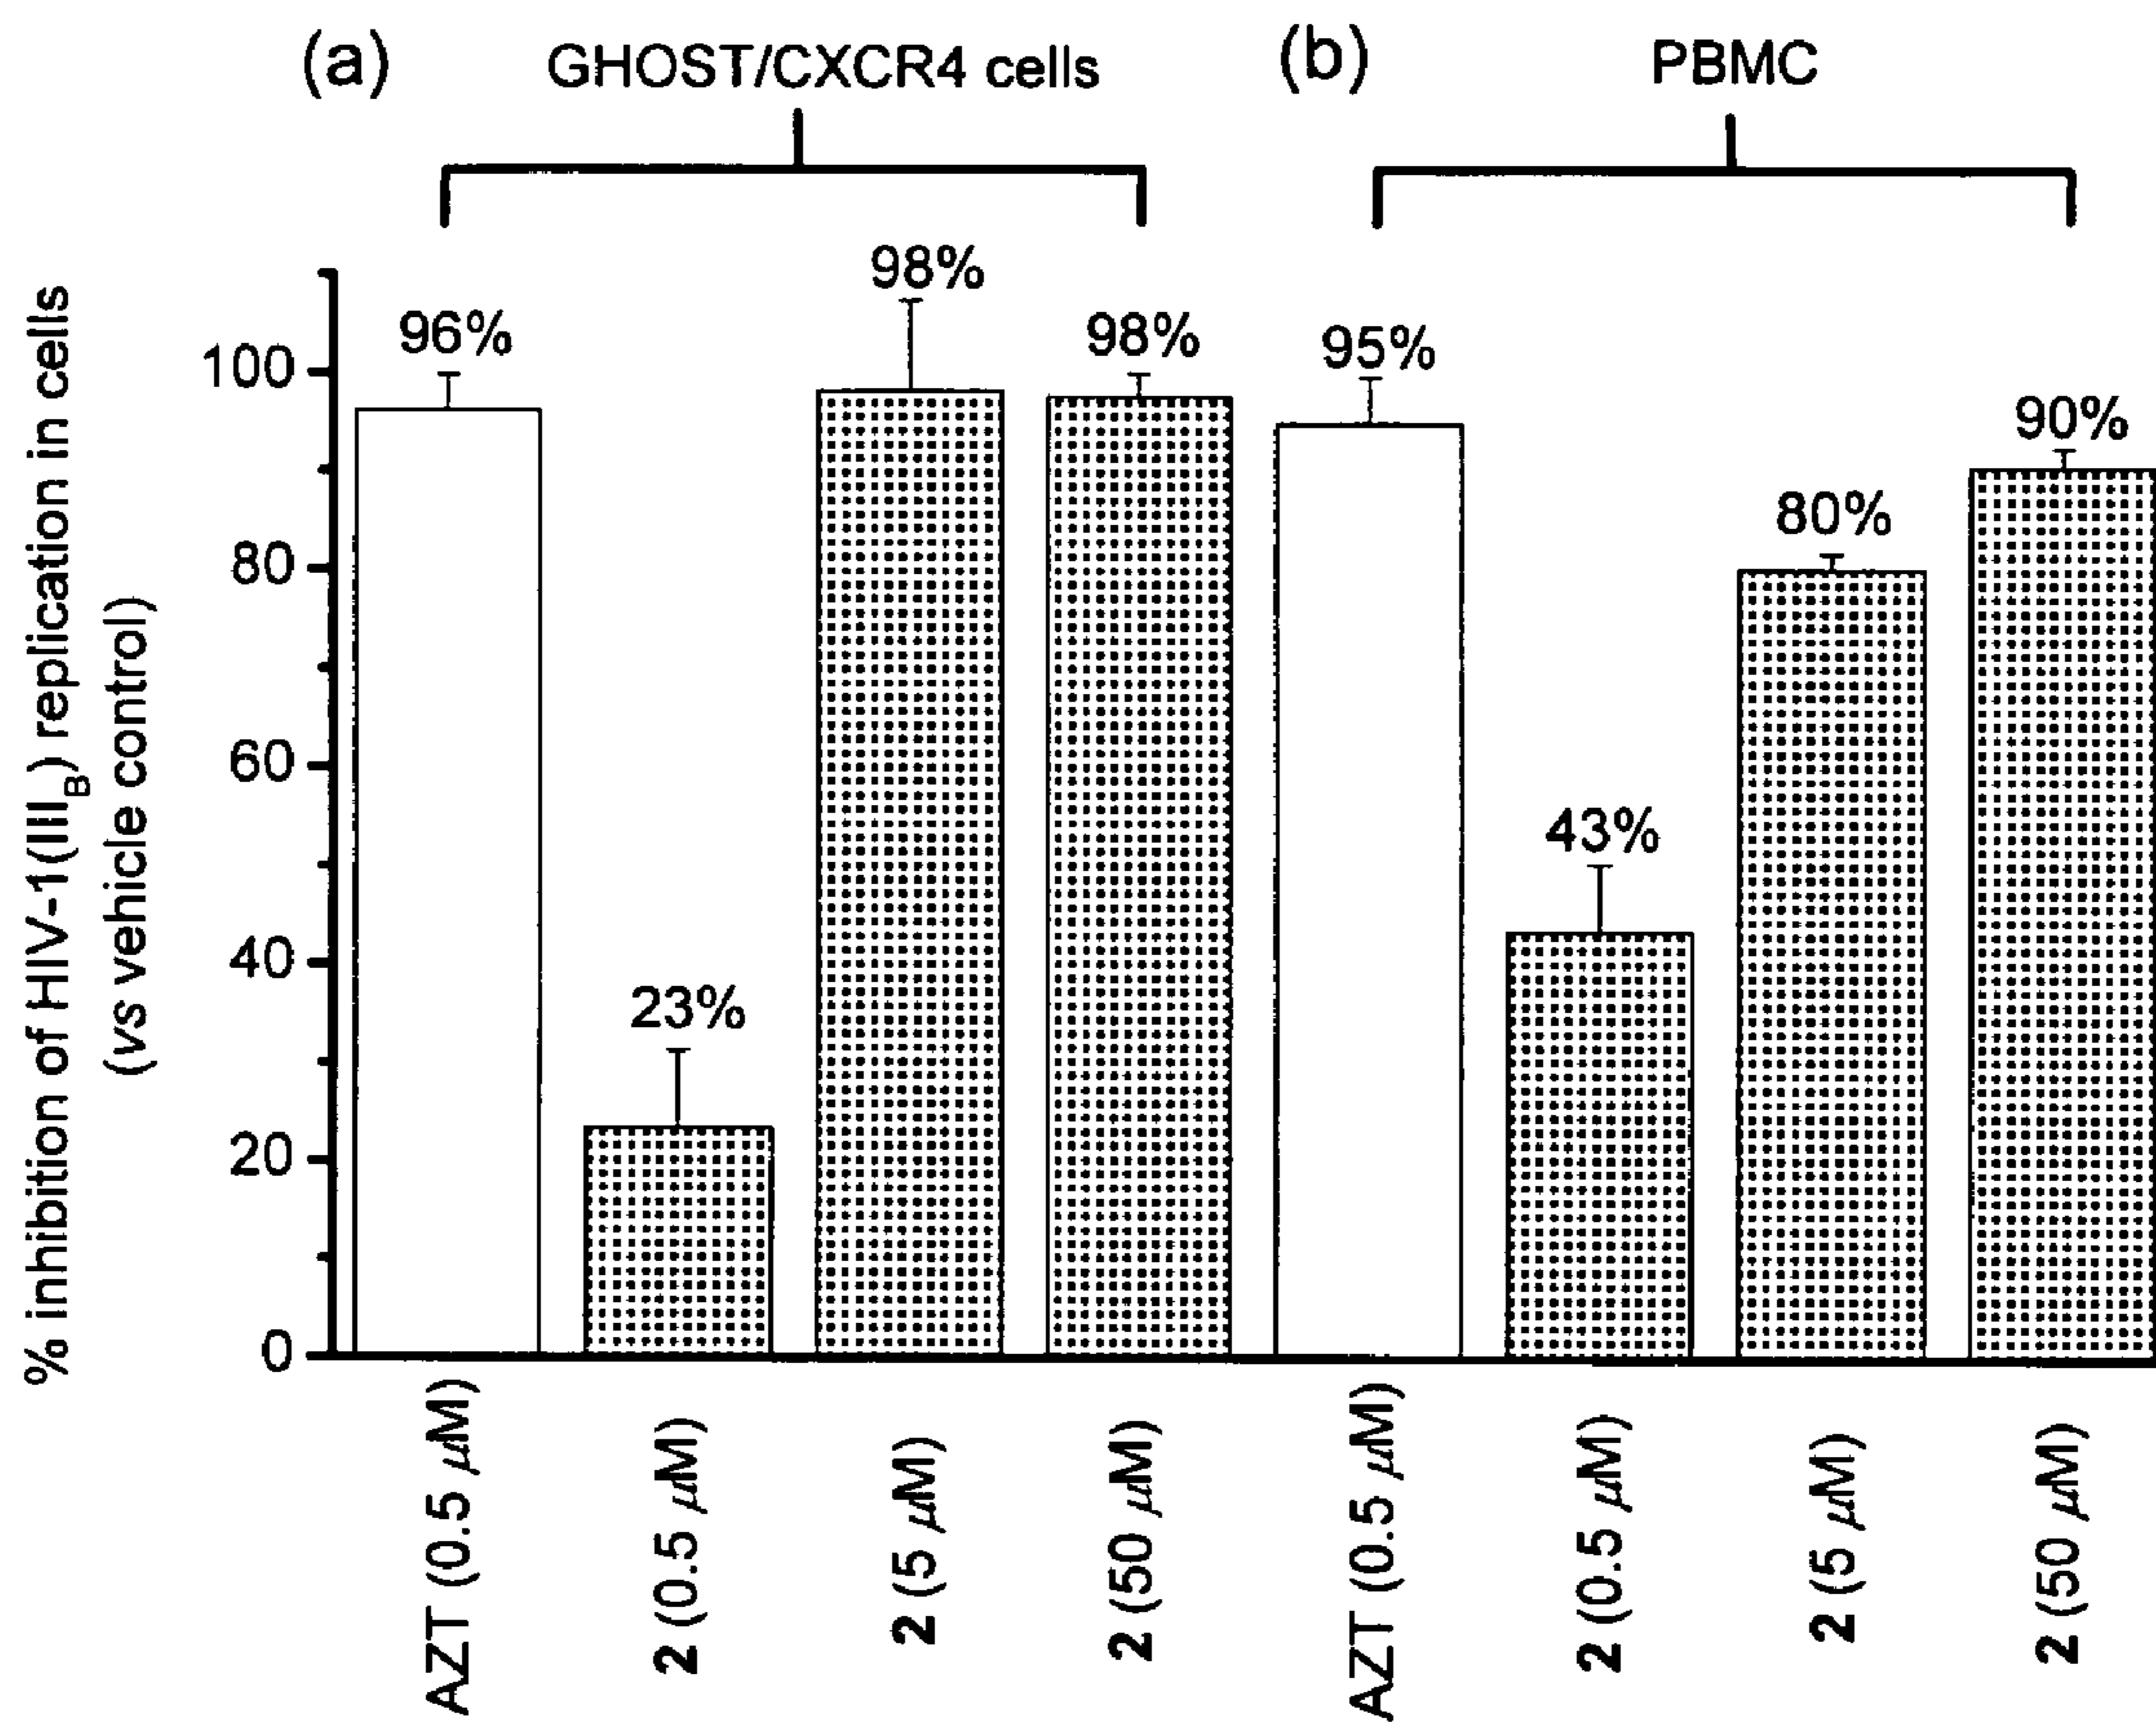 (a)
GHOST/CXCR4 cells
(b)
PBMC
% inhibition of HIV-1(IIIB) replication in cells
(vs vehicle control)
100
80
60
40
20
0
96%
23%
98%
98%
95%
43%
80%
90%
AZT (0.5 μM)
2 (0.5 μM)
2 (5 μM)
2 (50 μM)
AZT (0.5 μM)
2 (0.5 μM)
2 (5 μM)
2 (50 μM)